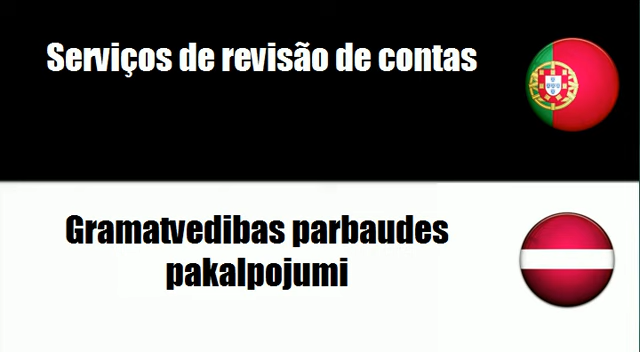 Serviços de revisão de contas
Gramatvedibas parbaudes
pakalpojumi